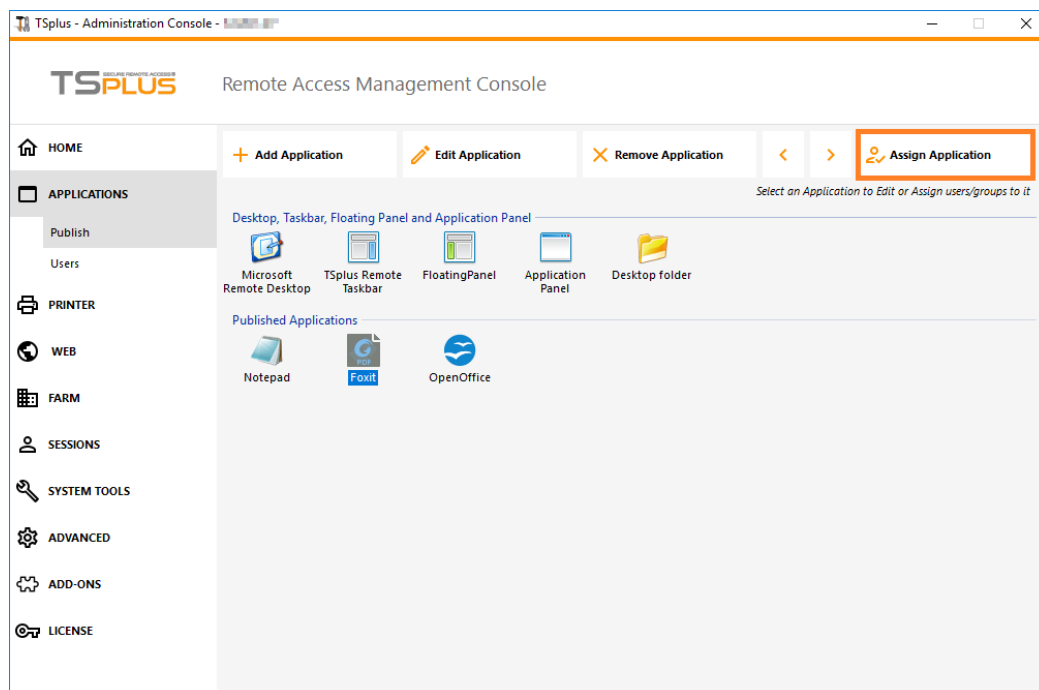 TSplus - Administration Console -
SECURE REMOTE ACCESS
TSPLUS
Remote Access Management Console
HOME
APPLICATIONS
Publish
Users
PRINTER
WEB
FARM
SESSIONS
SYSTEM TOOLS
ADVANCED
ADD-ONS
LICENSE
Add Application
Edit Application
Remove Application
Assign Application
Select an Application to Edit or Assign users/groups to it
Desktop, Taskbar, Floating Panel and Application Panel
Microsoft
Remote Desktop
TSplus Remote
Taskbar
FloatingPanel
Application
Panel
Desktop folder
Published Applications
Notepad
PDF
Foxit
OpenOffice